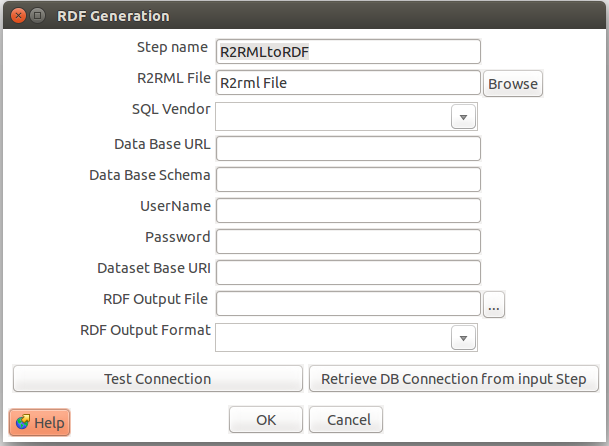 RDF Generation
Step name R2RMLtoRDF
R2RML File R2rml File Browse
SQL Vendor
Data Base URL
Data Base Schema
UserName
Password
Dataset Base URI
RDF Output File ...
RDF Output Format
Test Connection Retrieve DB Connection from input Step
Help OK Cancel